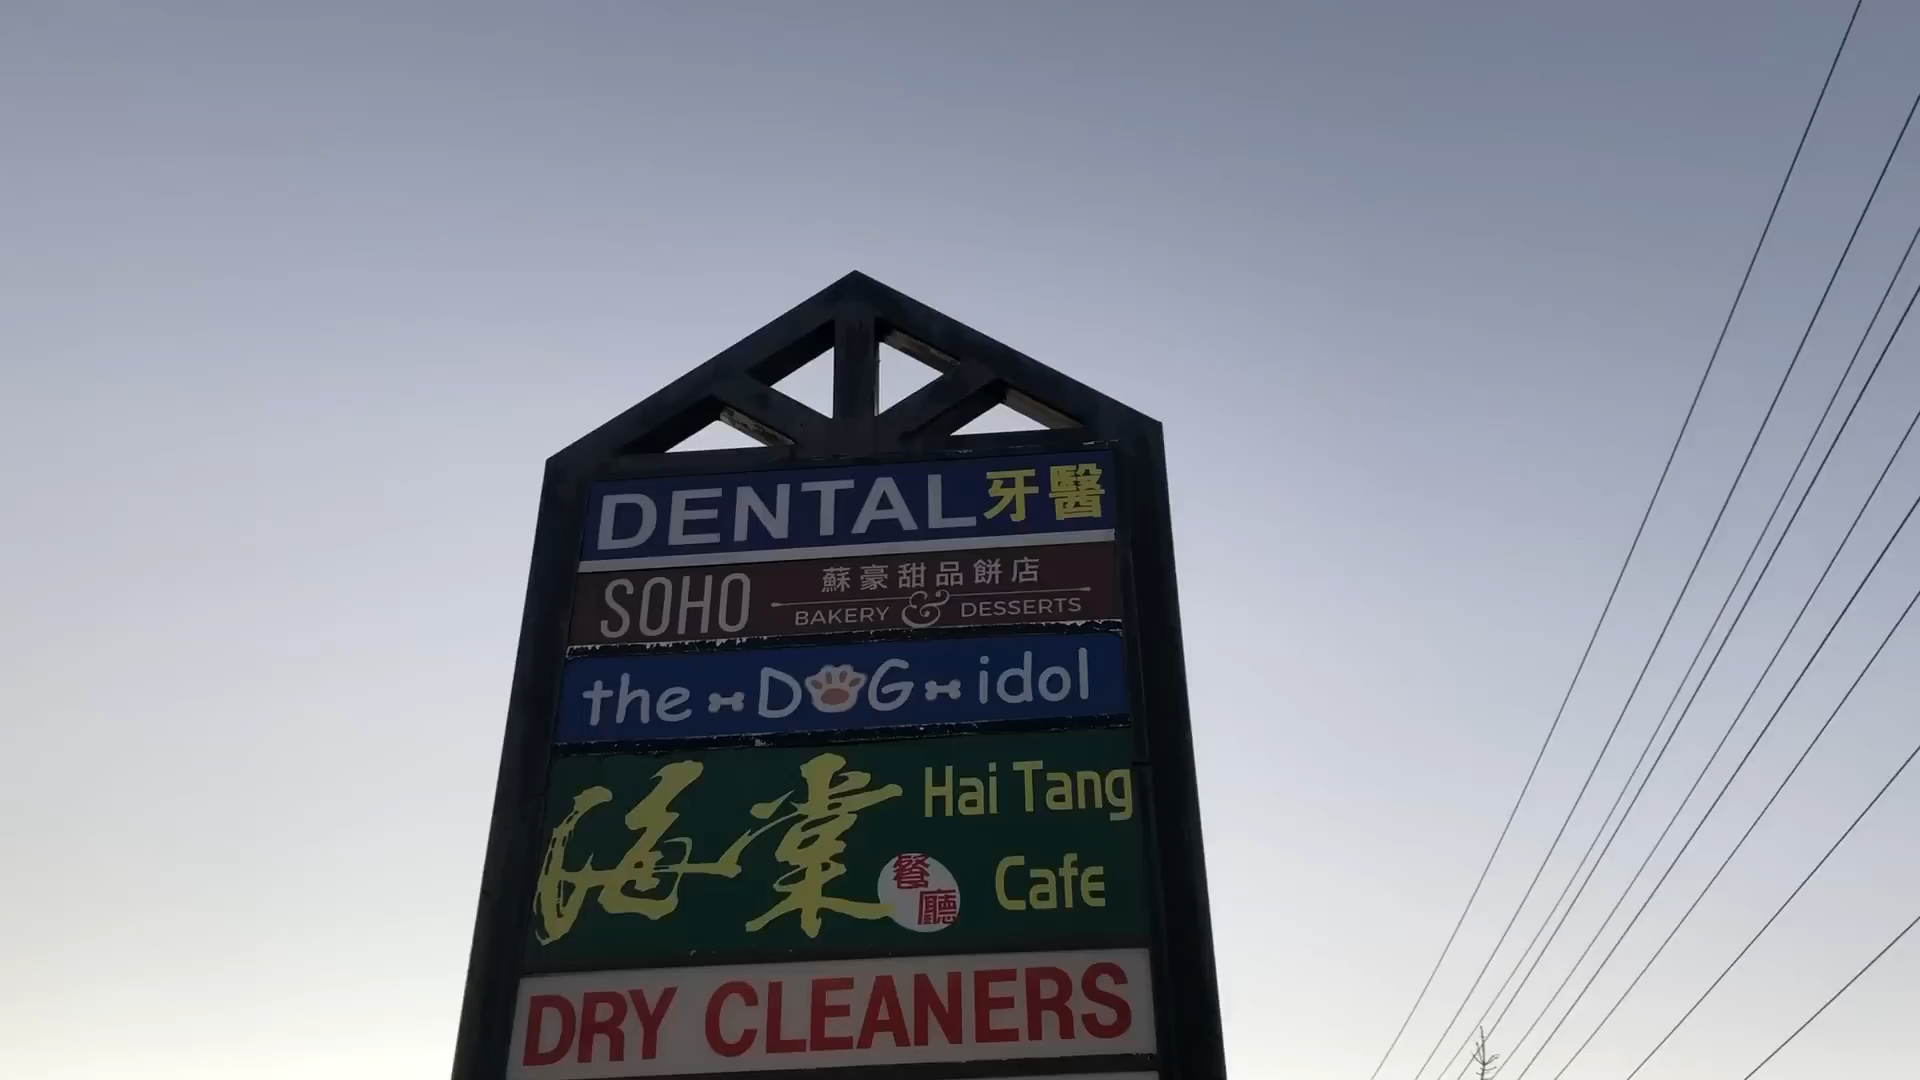 DENTAL 牙醫
SOHO 蘇豪甜品餅店
BAKERY & DESSERTS
the DOG idol
海棠 Hai Tang
餐廳 Cafe
DRY CLEANERS